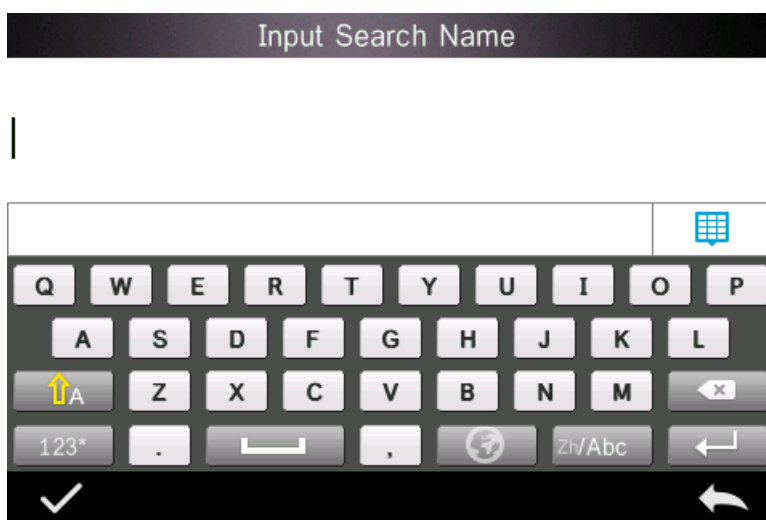 Input Search Name
Q W E R T Y U I O P
A S D F G H J K L
A Z X C V B N M
123* . , Zh/Abc